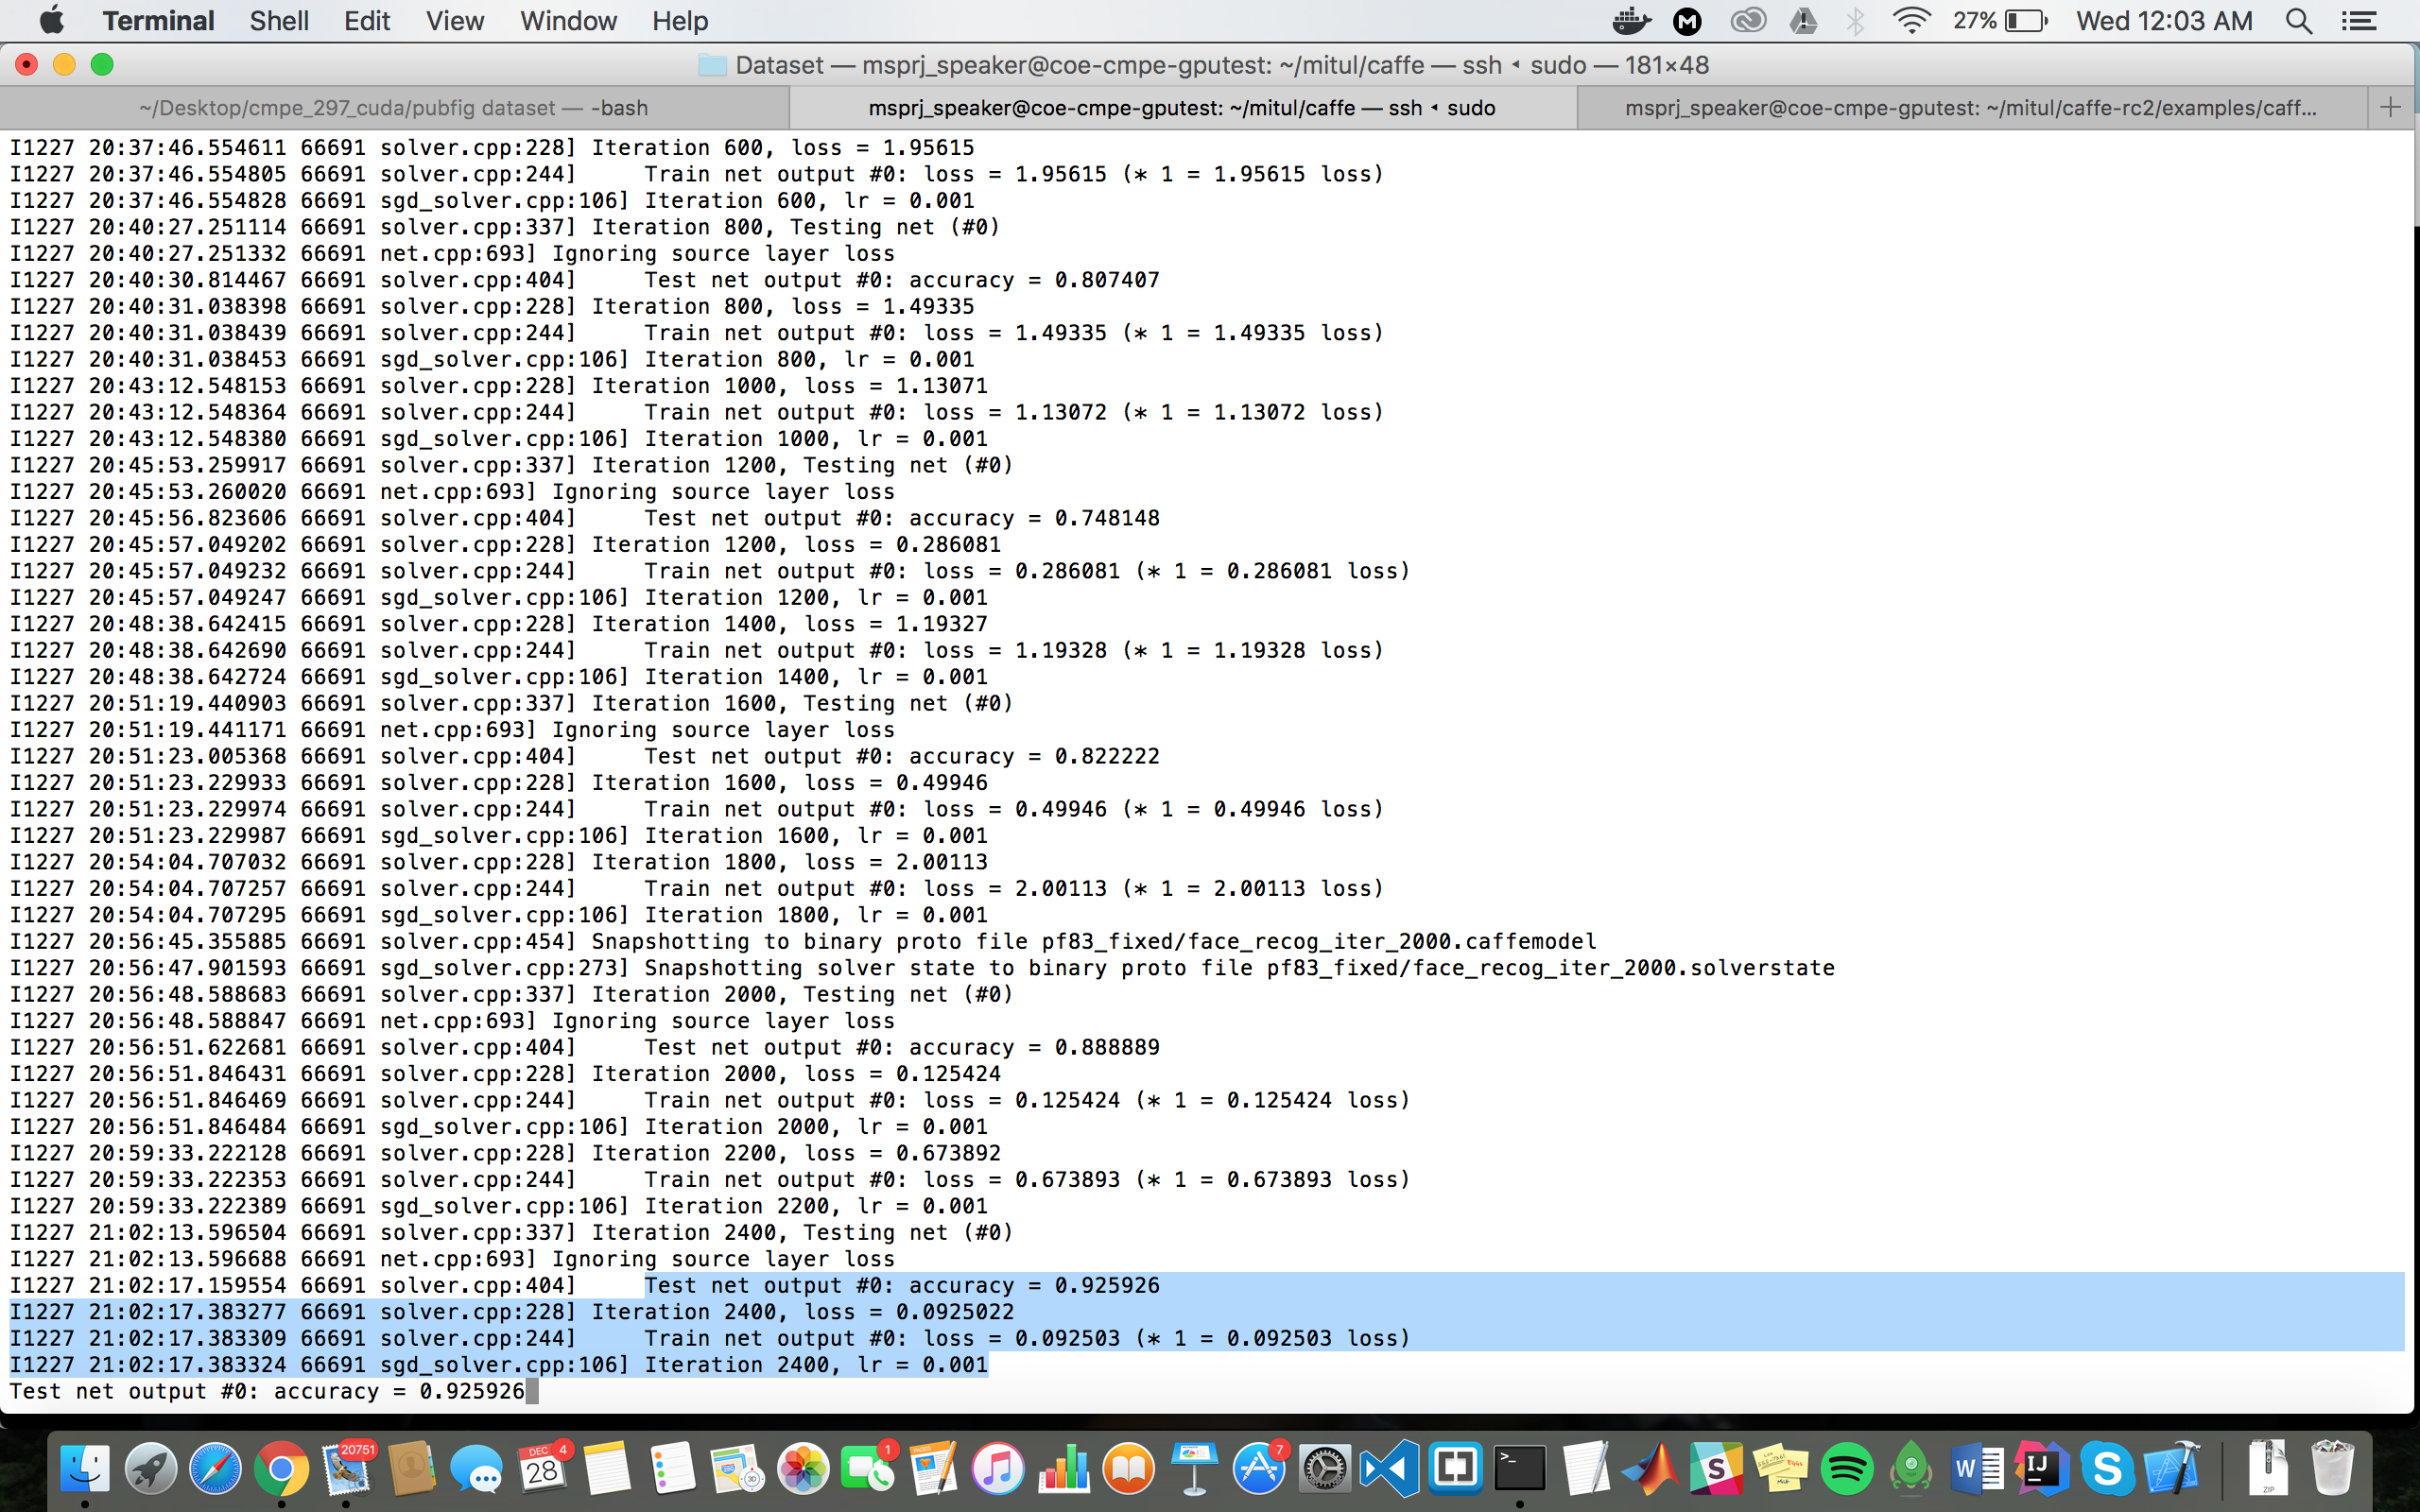 Terminal Shell Edit View Window Help 27% Wed 12:03 AM
Dataset — msprj_speaker@coe-cmpe-gputest: ~/mitul/caffe — ssh ◂ sudo — 181×48
~/Desktop/cmpe_297_cuda/pubfig dataset — -bash
msprj_speaker@coe-cmpe-gputest: ~/mitul/caffe — ssh ◂ sudo
msprj_speaker@coe-cmpe-gputest: ~/mitul/caffe-rc2/examples/caff...
I1227 20:37:46.554611 66691 solver.cpp:228] Iteration 600, loss = 1.95615
I1227 20:37:46.554805 66691 solver.cpp:244]     Train net output #0: loss = 1.95615 (* 1 = 1.95615 loss)
I1227 20:37:46.554828 66691 sgd_solver.cpp:106] Iteration 600, lr = 0.001
I1227 20:40:27.251114 66691 solver.cpp:337] Iteration 800, Testing net (#0)
I1227 20:40:27.251332 66691 net.cpp:693] Ignoring source layer loss
I1227 20:40:30.814467 66691 solver.cpp:404]     Test net output #0: accuracy = 0.807407
I1227 20:40:31.038398 66691 solver.cpp:228] Iteration 800, loss = 1.49335
I1227 20:40:31.038439 66691 solver.cpp:244]     Train net output #0: loss = 1.49335 (* 1 = 1.49335 loss)
I1227 20:40:31.038453 66691 sgd_solver.cpp:106] Iteration 800, lr = 0.001
I1227 20:43:12.548153 66691 solver.cpp:228] Iteration 1000, loss = 1.13071
I1227 20:43:12.548364 66691 solver.cpp:244]     Train net output #0: loss = 1.13072 (* 1 = 1.13072 loss)
I1227 20:43:12.548380 66691 sgd_solver.cpp:106] Iteration 1000, lr = 0.001
I1227 20:45:53.259917 66691 solver.cpp:337] Iteration 1200, Testing net (#0)
I1227 20:45:53.260020 66691 net.cpp:693] Ignoring source layer loss
I1227 20:45:56.823606 66691 solver.cpp:404]     Test net output #0: accuracy = 0.748148
I1227 20:45:57.049202 66691 solver.cpp:228] Iteration 1200, loss = 0.286081
I1227 20:45:57.049232 66691 solver.cpp:244]     Train net output #0: loss = 0.286081 (* 1 = 0.286081 loss)
I1227 20:45:57.049247 66691 sgd_solver.cpp:106] Iteration 1200, lr = 0.001
I1227 20:48:38.642415 66691 solver.cpp:228] Iteration 1400, loss = 1.19327
I1227 20:48:38.642690 66691 solver.cpp:244]     Train net output #0: loss = 1.19328 (* 1 = 1.19328 loss)
I1227 20:48:38.642724 66691 sgd_solver.cpp:106] Iteration 1400, lr = 0.001
I1227 20:51:19.440903 66691 solver.cpp:337] Iteration 1600, Testing net (#0)
I1227 20:51:19.441171 66691 net.cpp:693] Ignoring source layer loss
I1227 20:51:23.005368 66691 solver.cpp:404]     Test net output #0: accuracy = 0.822222
I1227 20:51:23.229933 66691 solver.cpp:228] Iteration 1600, loss = 0.49946
I1227 20:51:23.229974 66691 solver.cpp:244]     Train net output #0: loss = 0.49946 (* 1 = 0.49946 loss)
I1227 20:51:23.229987 66691 sgd_solver.cpp:106] Iteration 1600, lr = 0.001
I1227 20:54:04.707032 66691 solver.cpp:228] Iteration 1800, loss = 2.00113
I1227 20:54:04.707257 66691 solver.cpp:244]     Train net output #0: loss = 2.00113 (* 1 = 2.00113 loss)
I1227 20:54:04.707295 66691 sgd_solver.cpp:106] Iteration 1800, lr = 0.001
I1227 20:56:45.355885 66691 solver.cpp:454] Snapshotting to binary proto file pf83_fixed/face_recog_iter_2000.caffemodel
I1227 20:56:47.901593 66691 sgd_solver.cpp:273] Snapshotting solver state to binary proto file pf83_fixed/face_recog_iter_2000.solverstate
I1227 20:56:48.588683 66691 solver.cpp:337] Iteration 2000, Testing net (#0)
I1227 20:56:48.588847 66691 net.cpp:693] Ignoring source layer loss
I1227 20:56:51.622681 66691 solver.cpp:404]     Test net output #0: accuracy = 0.888889
I1227 20:56:51.846431 66691 solver.cpp:228] Iteration 2000, loss = 0.125424
I1227 20:56:51.846469 66691 solver.cpp:244]     Train net output #0: loss = 0.125424 (* 1 = 0.125424 loss)
I1227 20:56:51.846484 66691 sgd_solver.cpp:106] Iteration 2000, lr = 0.001
I1227 20:59:33.222128 66691 solver.cpp:228] Iteration 2200, loss = 0.673892
I1227 20:59:33.222353 66691 solver.cpp:244]     Train net output #0: loss = 0.673893 (* 1 = 0.673893 loss)
I1227 20:59:33.222389 66691 sgd_solver.cpp:106] Iteration 2200, lr = 0.001
I1227 21:02:13.596504 66691 solver.cpp:337] Iteration 2400, Testing net (#0)
I1227 21:02:13.596688 66691 net.cpp:693] Ignoring source layer loss
I1227 21:02:17.159554 66691 solver.cpp:404]     Test net output #0: accuracy = 0.925926
I1227 21:02:17.383277 66691 solver.cpp:228] Iteration 2400, loss = 0.0925022
I1227 21:02:17.383309 66691 solver.cpp:244]     Train net output #0: loss = 0.092503 (* 1 = 0.092503 loss)
I1227 21:02:17.383324 66691 sgd_solver.cpp:106] Iteration 2400, lr = 0.001
Test net output #0: accuracy = 0.925926
20751 DEC 28 4 1 PAGES 7 W IJ S ZIP